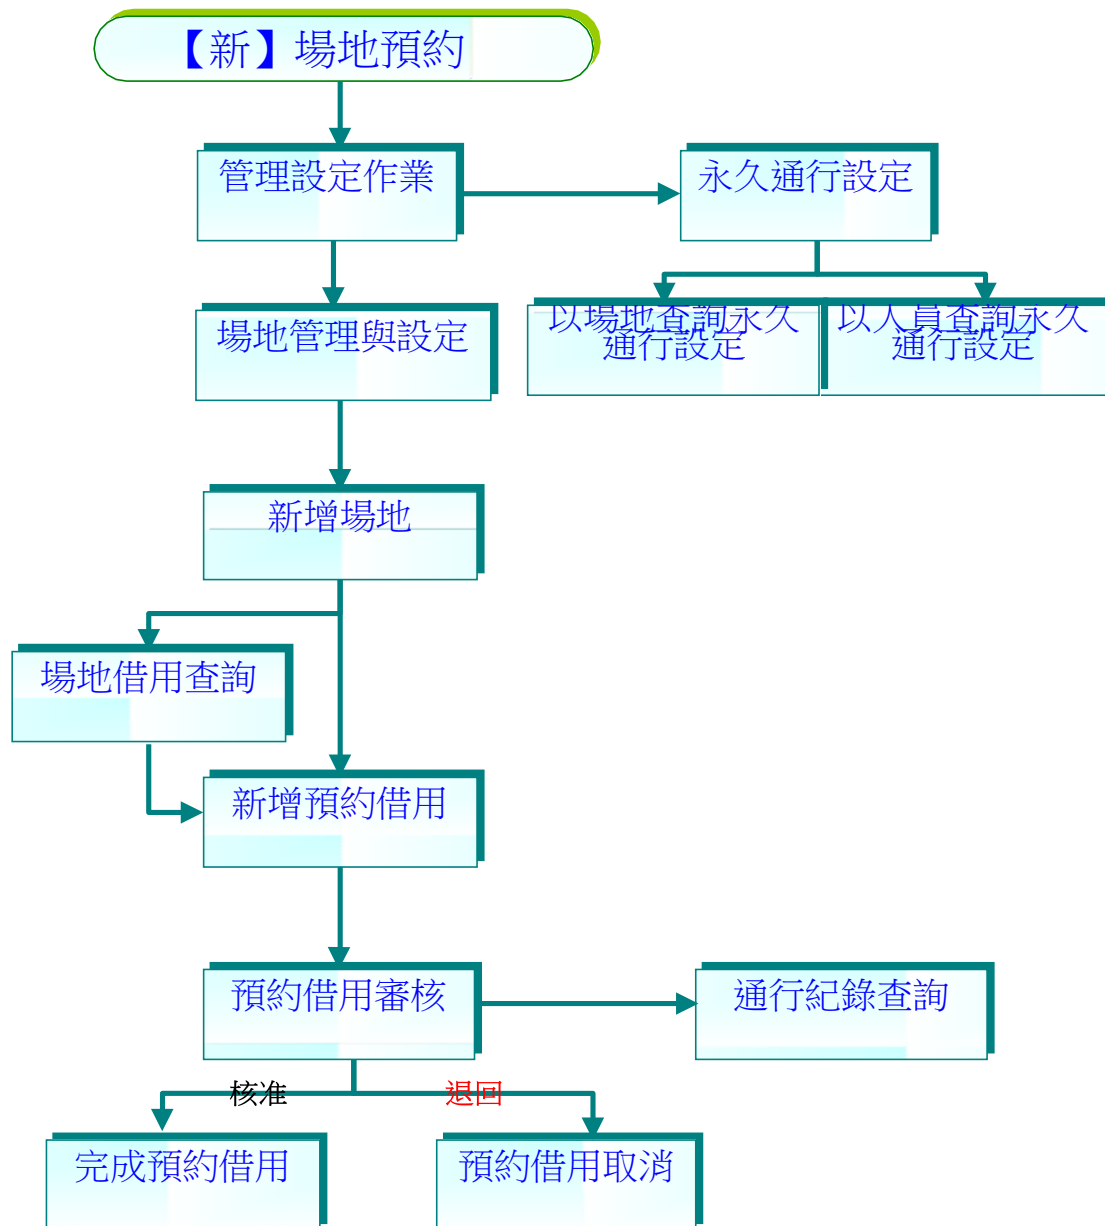 【新】場地預約
管理設定作業
永久通行設定
場地管理與設定
以場地查詢永久
通行設定
以人員查詢永久
通行設定
新增場地
場地借用查詢
新增預約借用
預約借用審核
通行紀錄查詢
核准
退回
完成預約借用
預約借用取消